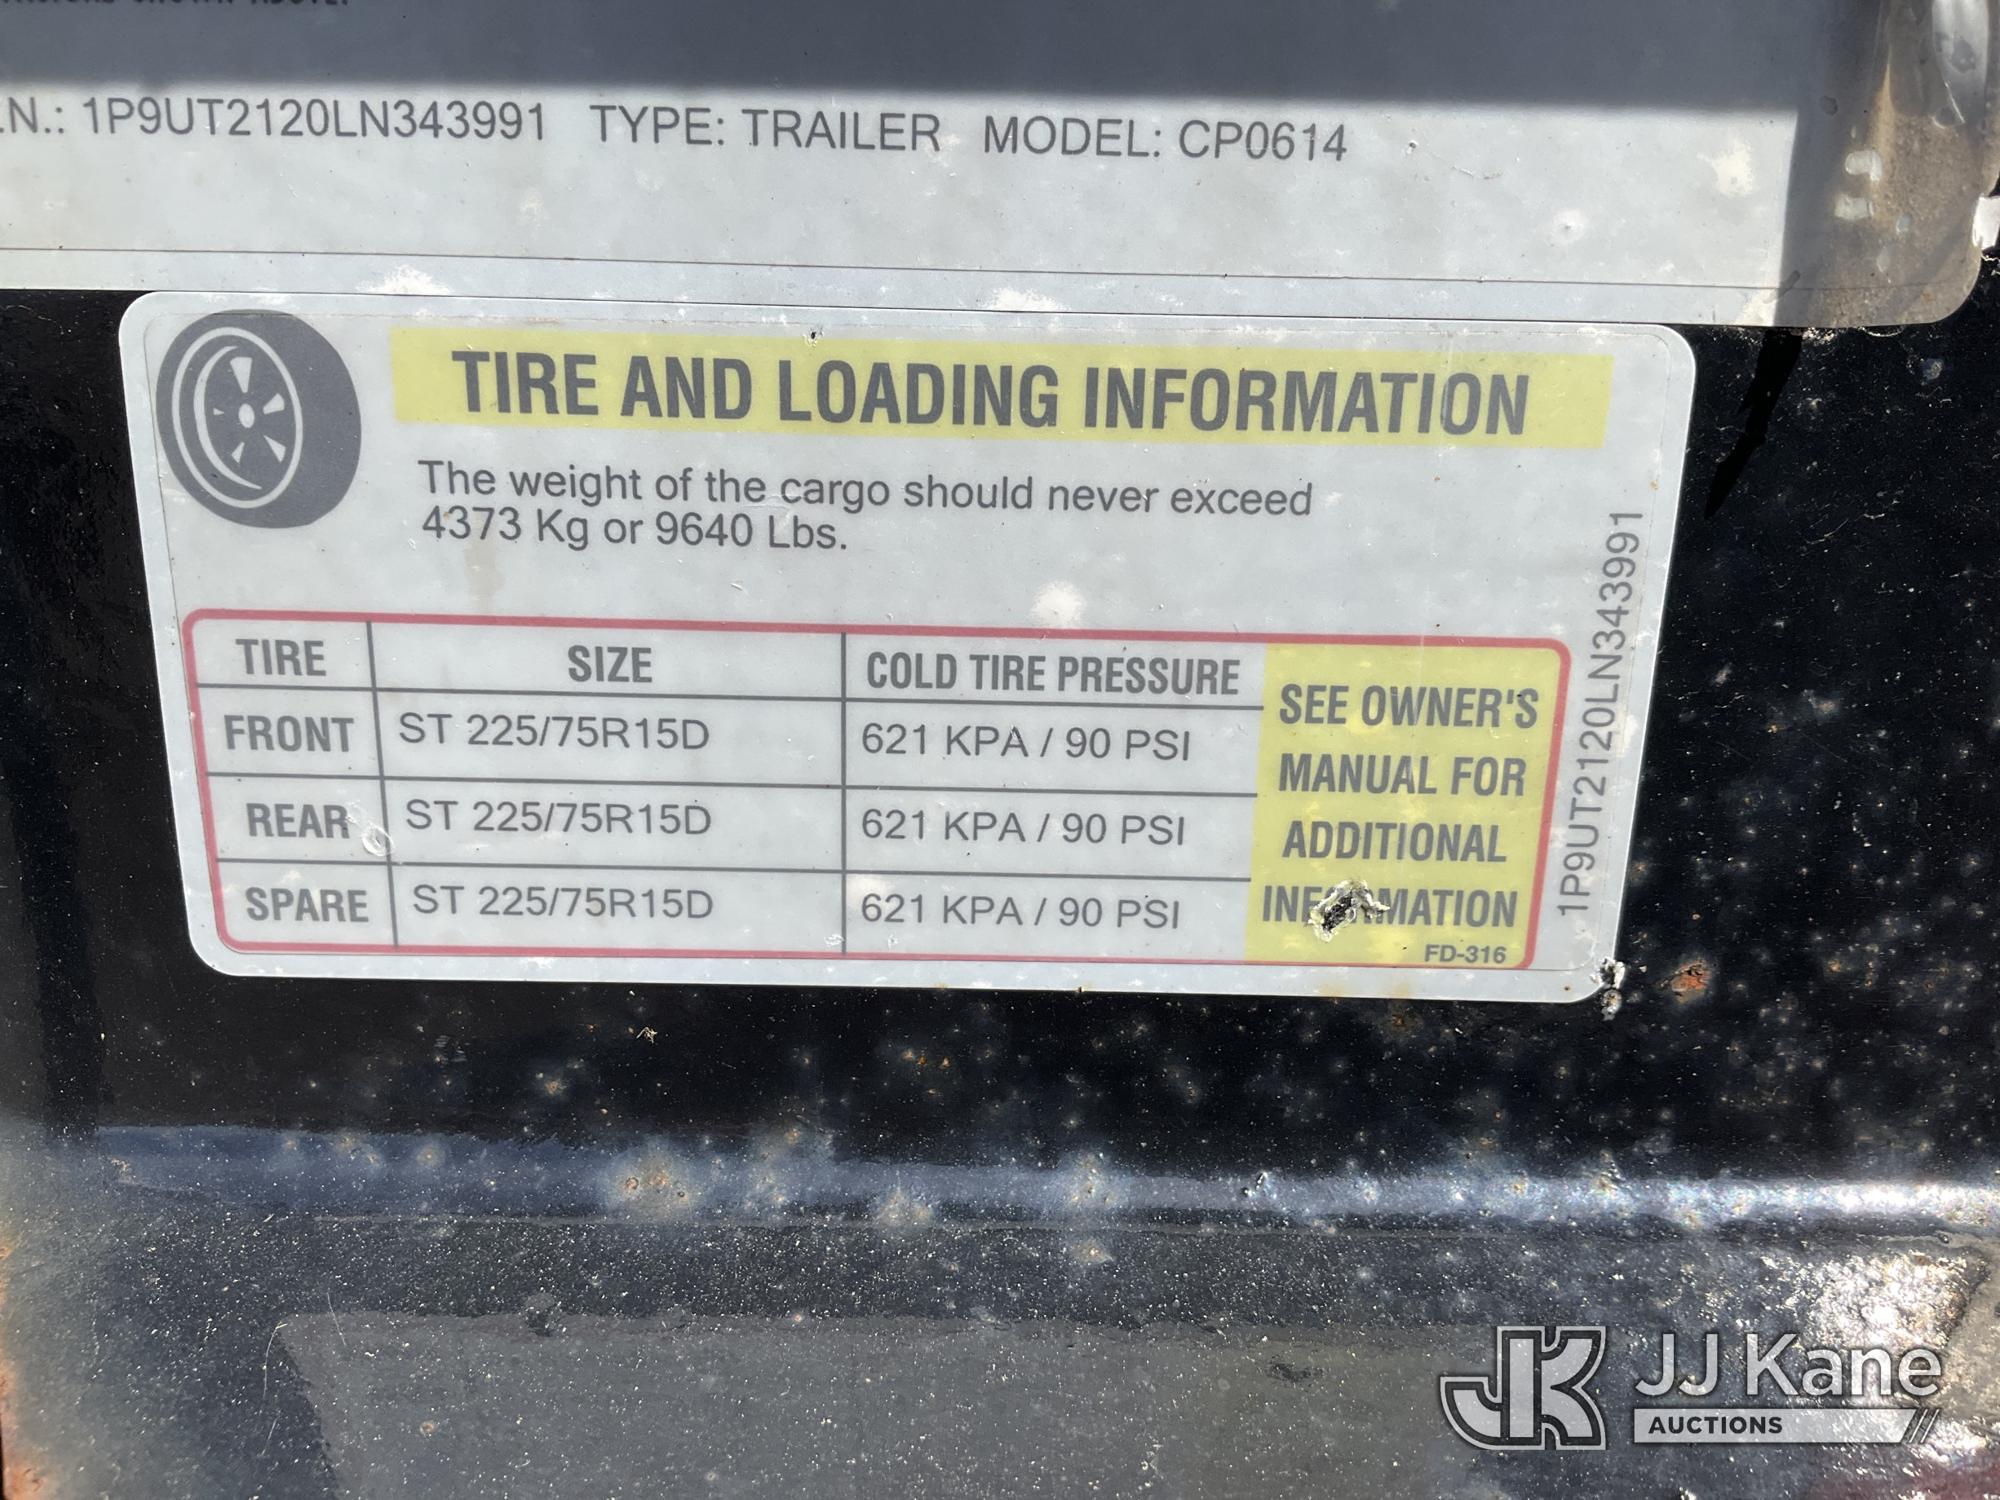 .N.: 1P9UT2120LN343991 TYPE: TRAILER MODEL: CP0614
TIRE AND LOADING INFORMATION
The weight of the cargo should never exceed
4373 Kg or 9640 Lbs.
TIRE SIZE COLD TIRE PRESSURE
FRONT ST 225/75R15D 621 KPA / 90 PSI
REAR ST 225/75R15D 621 KPA / 90 PSI
SPARE ST 225/75R15D 621 KPA / 90 PSI
SEE OWNER'S
MANUAL FOR
ADDITIONAL
INFORMATION
FD-316
1P9UT2120LN343991
JK JJ Kane
AUCTIONS